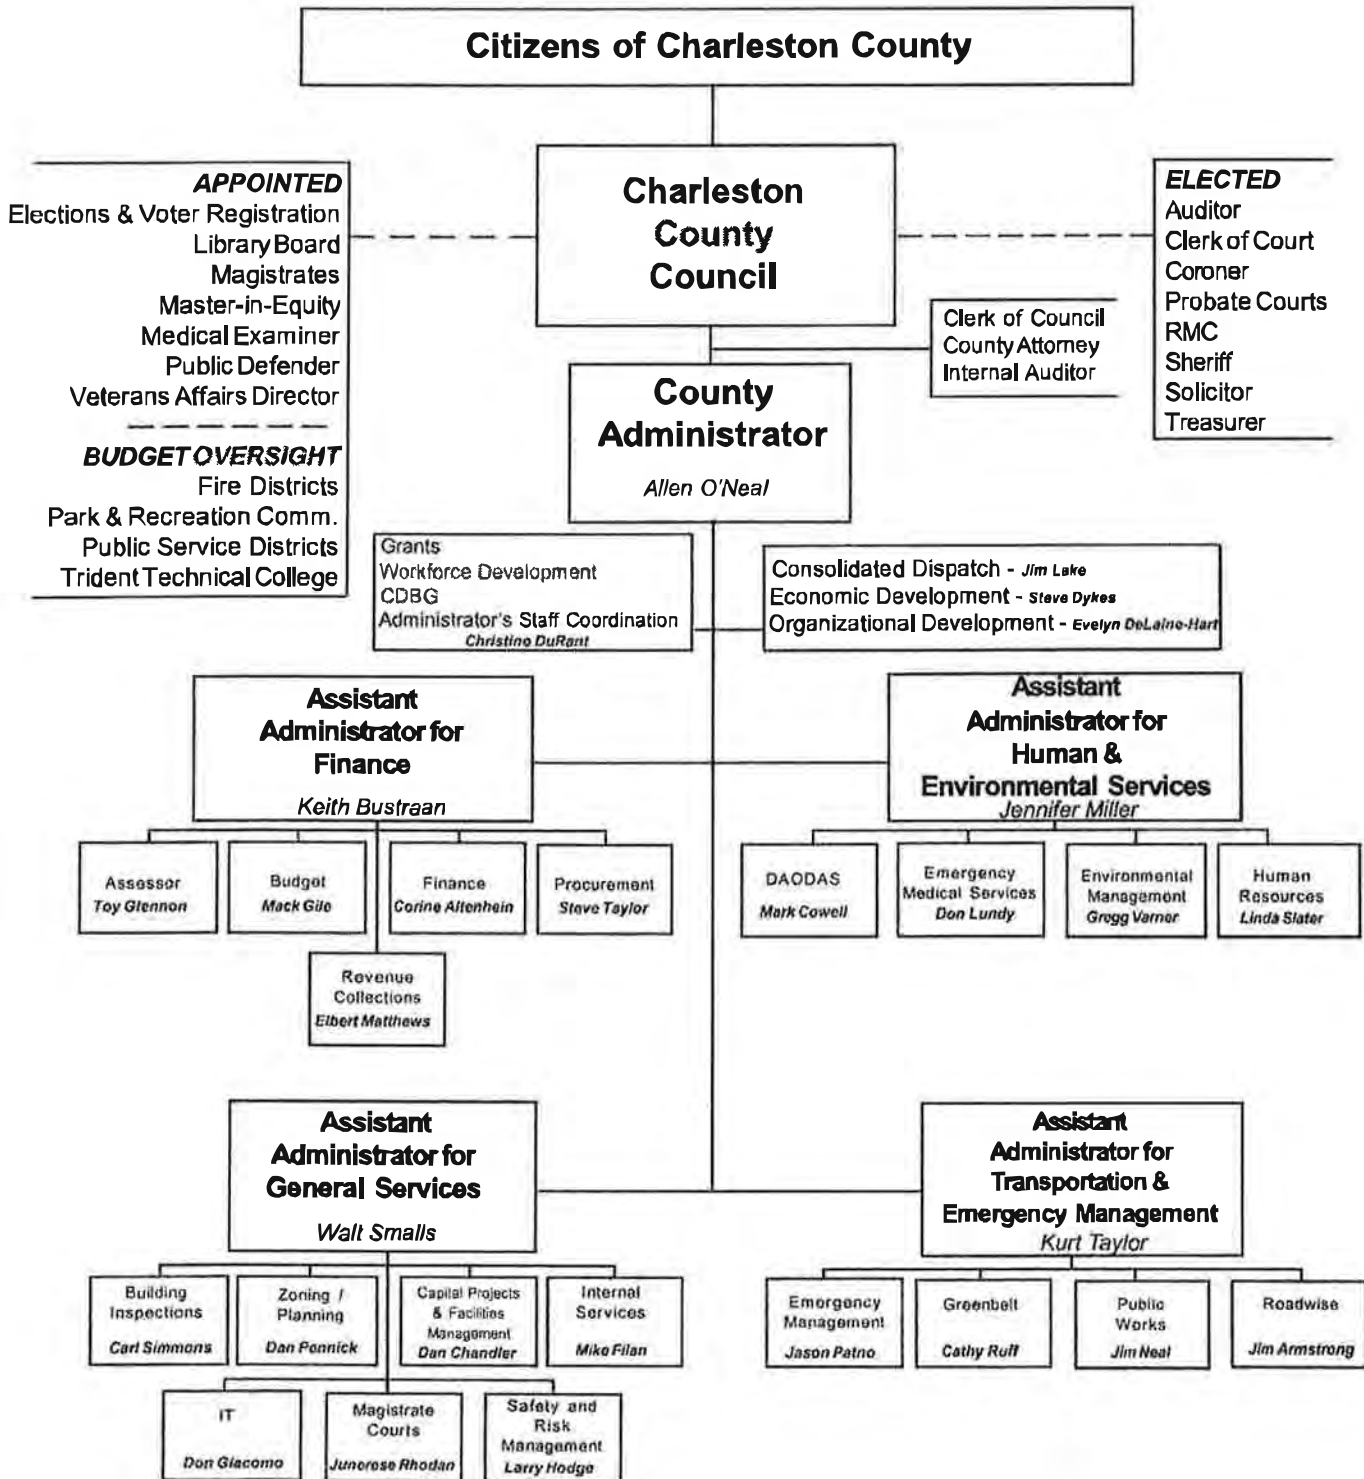 Citizens of Charleston County
Charleston
County
Council
APPOINTED
Elections & Voter Registration
Library Board
Magistrates
Master-in-Equity
Medical Examiner
Public Defender
Veterans Affairs Director
BUDGET OVERSIGHT
Fire Districts
Park & Recreation Comm.
Public Service Districts
Trident Technical College
ELECTED
Auditor
Clerk of Court
Coroner
Probate Courts
RMC
Sheriff
Solicitor
Treasurer
Clerk of Council
County Attorney
Internal Auditor
County
Administrator
Allen O'Neal
Grants
Workforce Development
CDBG
Administrator's Staff Coordination
Christine DuRant
Consolidated Dispatch - Jim Lake
Economic Development - Steve Dykes
Organizational Development - Evelyn DeLaine-Hart
Assistant
Administrator for
Finance
Keith Bustraan
Assistant
Administrator for
Human &
Environmental Services
Jennifer Miller
Assessor
Toy Glennon
Budget
Mack Gile
Finance
Corine Altenhein
Procurement
Steve Taylor
Revenue
Collections
Elbert Matthews
DAODAS
Mark Cowell
Emergency
Medical Services
Don Lundy
Environmental
Management
Gregg Varner
Human
Resources
Linda Slater
Assistant
Administrator for
General Services
Walt Smalls
Assistant
Administrator for
Transportation &
Emergency Management
Kurt Taylor
Building
Inspections
Carl Simmons
Zoning /
Planning
Dan Pennick
Capital Projects
& Facilities
Management
Dan Chandler
Internal
Services
Mike Filan
IT
Don Giacomo
Magistrate
Courts
Junerese Rhodan
Safety and
Risk
Management
Larry Hodge
Emergency
Management
Jason Patno
Greenbelt
Cathy Ruff
Public
Works
Jim Neal
Roadwise
Jim Armstrong